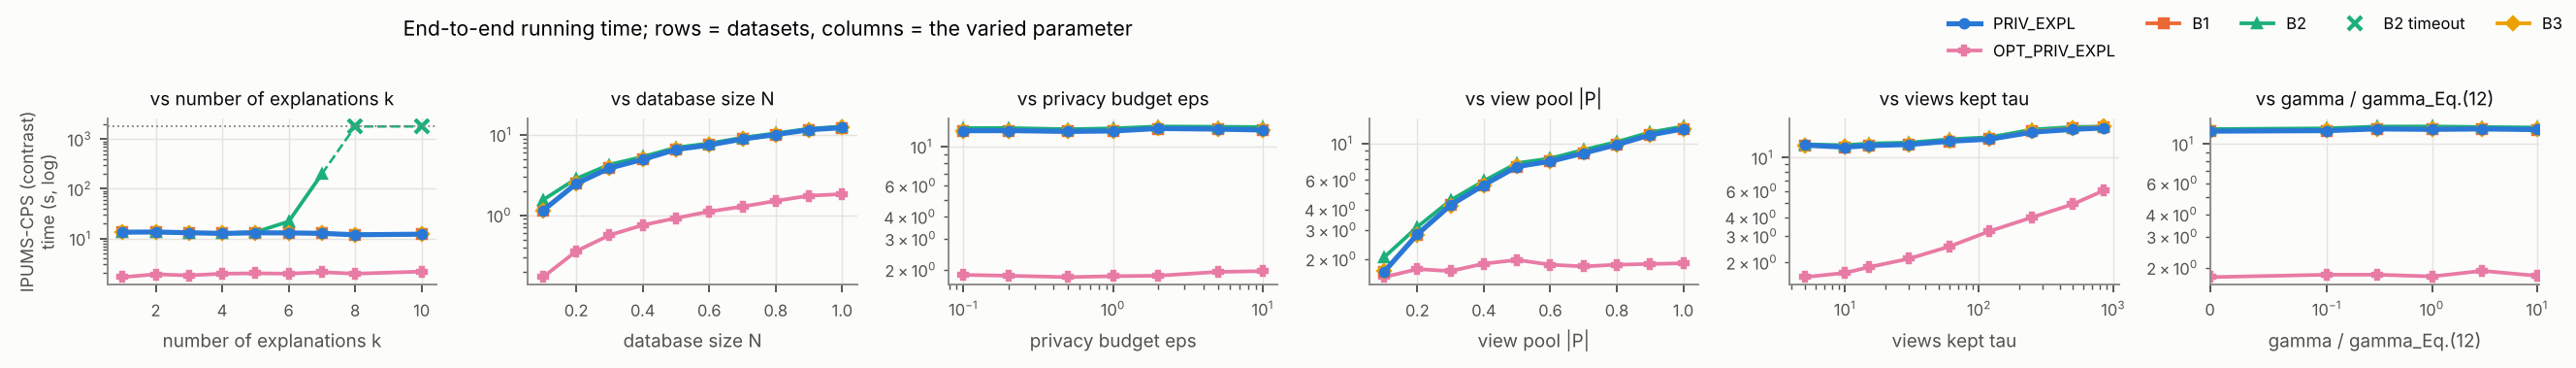 End-to-end running time; rows = datasets, columns = the varied parameter
PRIV_EXPL
B1
B2
B2 timeout
B3
OPT_PRIV_EXPL
IPUMS-CPS (contrast)
time (s, log)
vs number of explanations k
10³
10²
10¹
2 4 6 8 10
number of explanations k
vs database size N
10¹
10⁰
0.2 0.4 0.6 0.8 1.0
database size N
vs privacy budget eps
10¹
6 × 10⁰
4 × 10⁰
3 × 10⁰
2 × 10⁰
10⁻¹ 10⁰ 10¹
privacy budget eps
vs view pool |P|
10¹
6 × 10⁰
4 × 10⁰
3 × 10⁰
2 × 10⁰
0.2 0.4 0.6 0.8 1.0
view pool |P|
vs views kept tau
10¹
6 × 10⁰
4 × 10⁰
3 × 10⁰
2 × 10⁰
10¹ 10² 10³
views kept tau
vs gamma / gamma_Eq.(12)
10¹
6 × 10⁰
4 × 10⁰
3 × 10⁰
2 × 10⁰
0 10⁻¹ 10⁰ 10¹
gamma / gamma_Eq.(12)